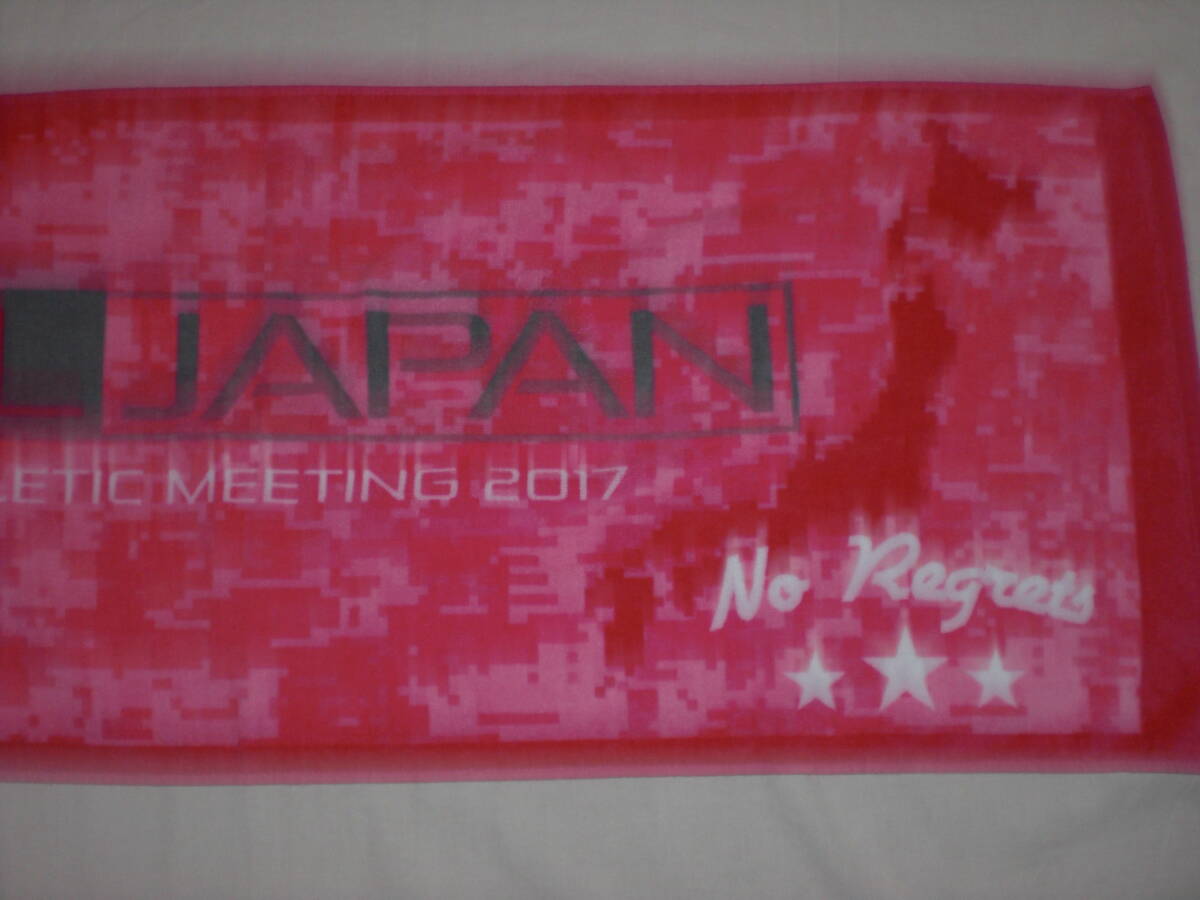 JAPAN
LETIC MEETING 2017
No Regrets